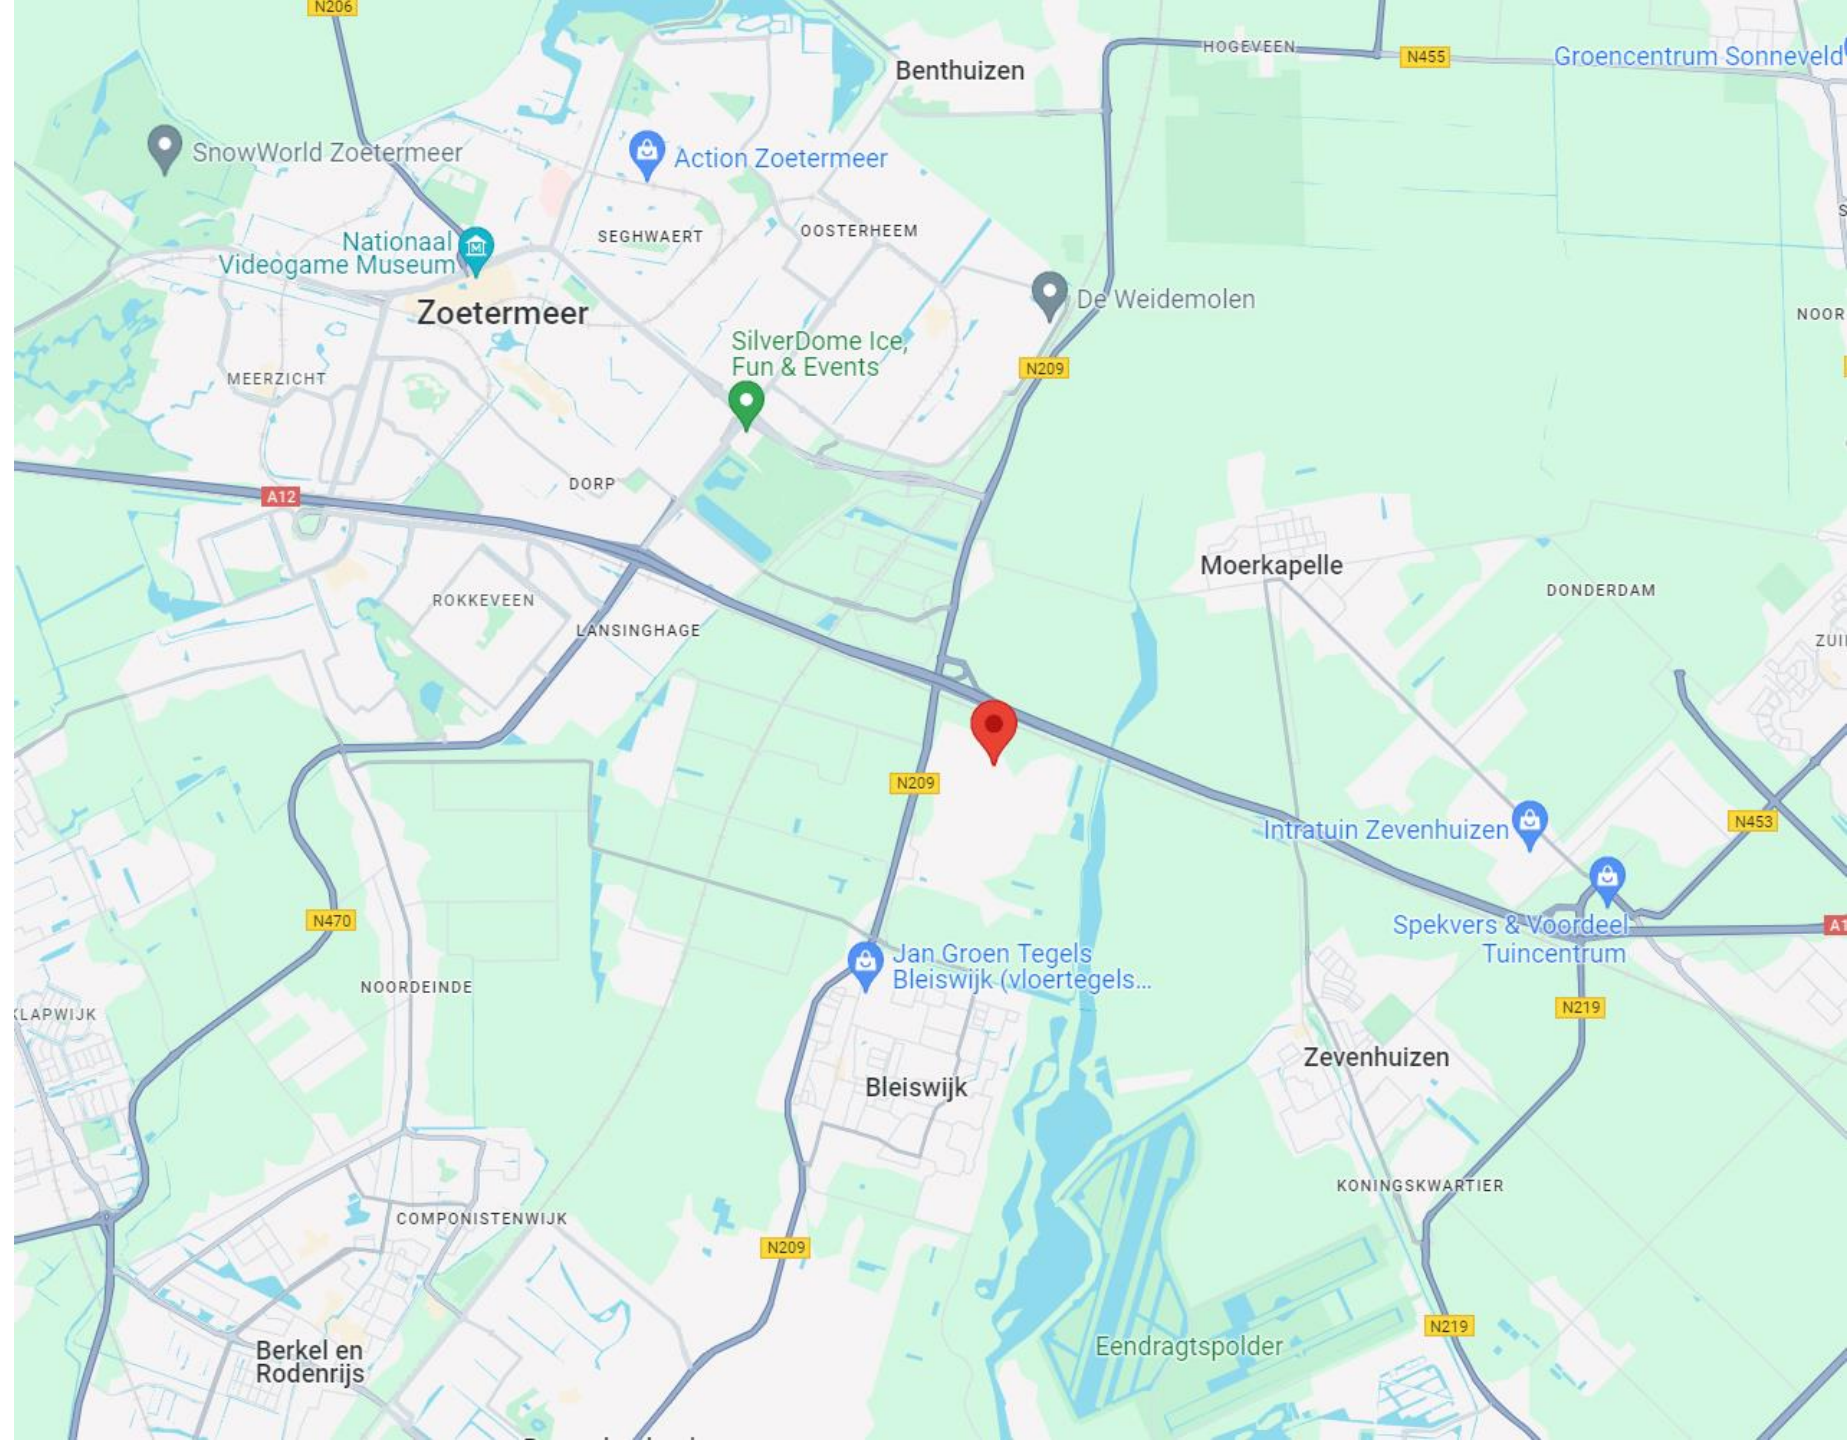 N206
HOGEVEEN
N455
Groencentrum Sonneveld
Benthuizen
SnowWorld Zoetermeer
Action Zoetermeer
SEGHWAERT
OOSTERHEEM
Nationaal
Videogame Museum
Zoetermeer
De Weidemolen
NOOR
SilverDome Ice,
Fun & Events
N209
MEERZICHT
DORP
A12
Moerkapelle
DONDERDAM
ROKKEVEEN
LANSINGHAGE
ZUI
N209
Intratuin Zevenhuizen
N453
N470
Spekvers & Voordeel
Tuincentrum
A1
Jan Groen Tegels
Bleiswijk (vloertegels...
NOORDEINDE
KLAPWIJK
N219
Zevenhuizen
Bleiswijk
KONINGSKWARTIER
COMPONISTENWIJK
N209
N219
Eendragtspolder
Berkel en
Rodenrijs